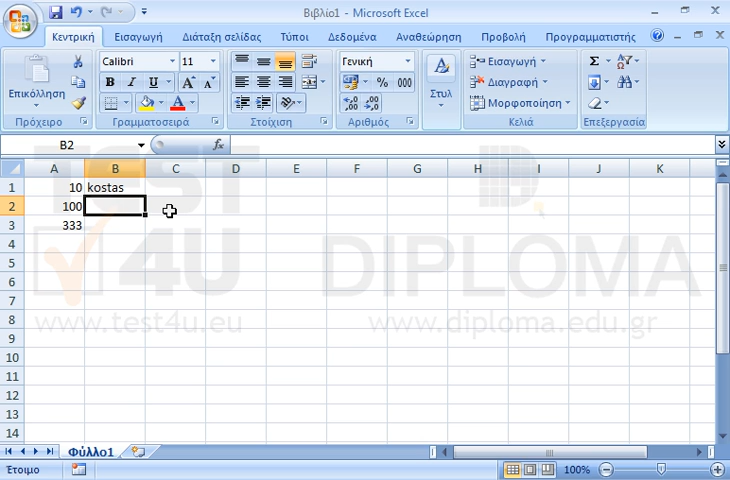 Βιβλίο1 - Microsoft Excel
Κεντρική Εισαγωγή Διάταξη σελίδας Τύποι Δεδομένα Αναθεώρηση Προβολή Προγραμματιστής
Calibri 11 Γενική Σ Εισαγωγή
B I U A A % 000 Διαγραφή
Επικόλληση Στυλ Μορφοποίηση
Πρόχειρο Γραμματοσειρά Στοίχιση Αριθμός Κελιά Επεξεργασία
B2 fx
A B C D E F G H I J K
1 10 kostas
2 100
3 333
4
5
6
7
8
9
10
11
12
13
14
TEST 4U DIPLOMA
www.test4u.eu www.diploma.edu.gr
Φύλλο1
Έτοιμο 100%